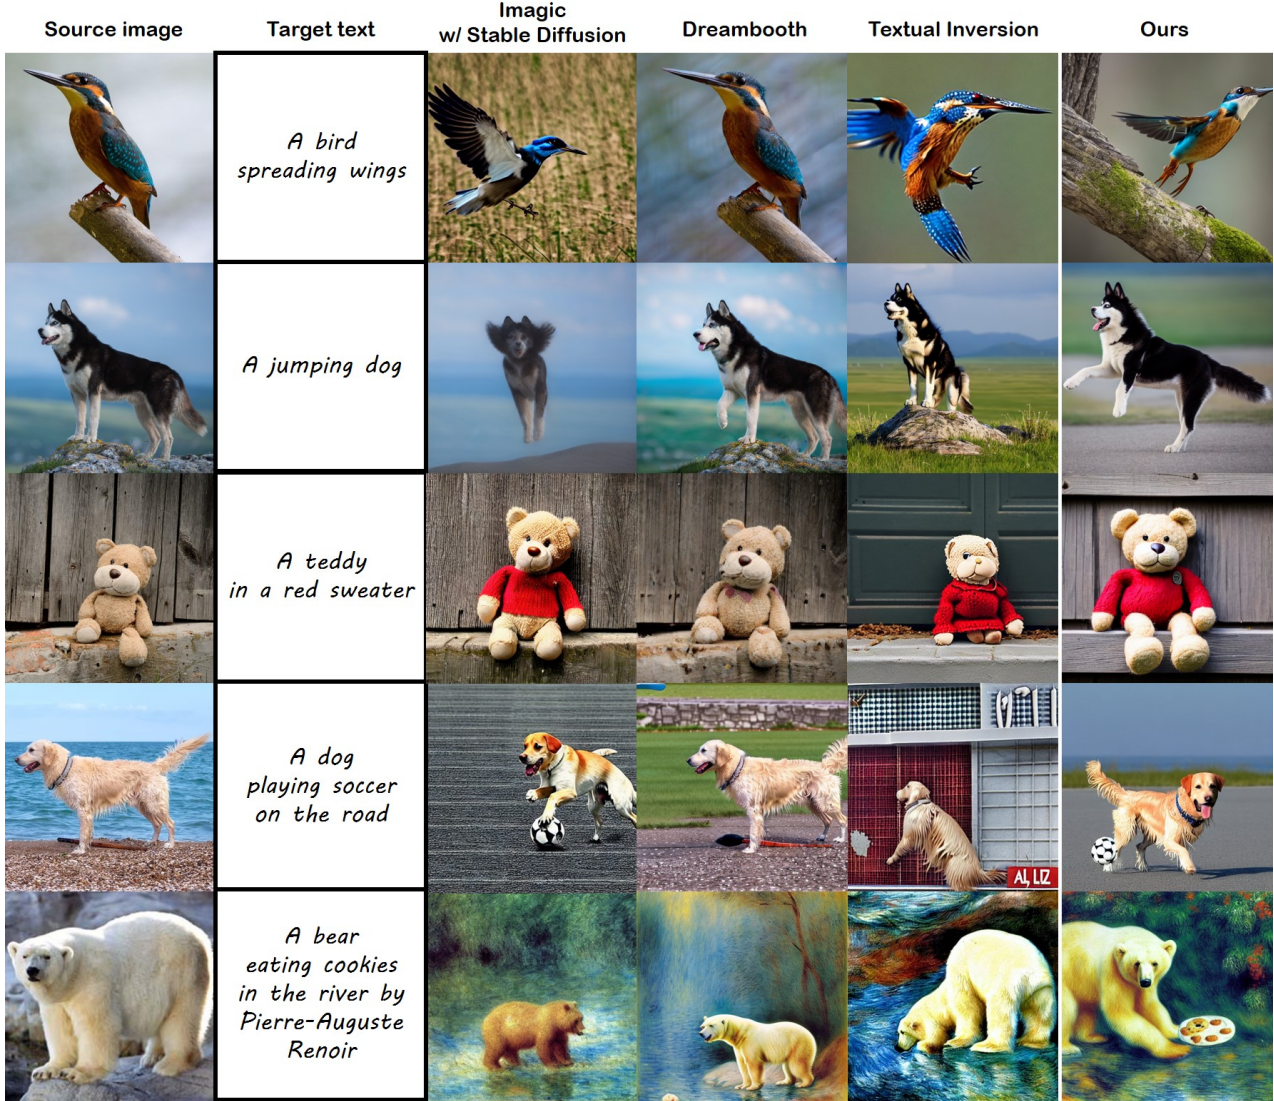 Source image
Target text
Imagic
w/ Stable Diffusion
Dreambooth
Textual Inversion
Ours
A bird
spreading wings
A jumping dog
A teddy
in a red sweater
A dog
playing soccer
on the road
A bear
eating cookies
in the river by
Pierre-Auguste
Renoir